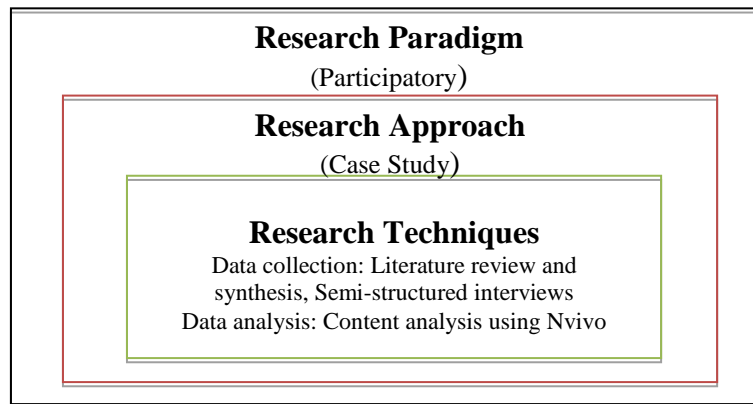 Research Paradigm
(Participatory)
Research Approach
(Case Study)
Research Techniques
Data collection: Literature review and
synthesis, Semi-structured interviews
Data analysis: Content analysis using Nvivo